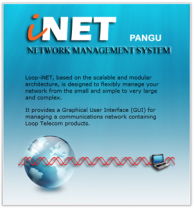 iNET PANGU
NETWORK MANAGEMENT SYSTEM
Loop-iNET, based on the scalable and modular
architecture, is designed to flexibly manage your
network from the small and simple to very large
and complex.
It provides a Graphical User Interface (GUI) for
managing a communications network containing
Loop Telecom products.